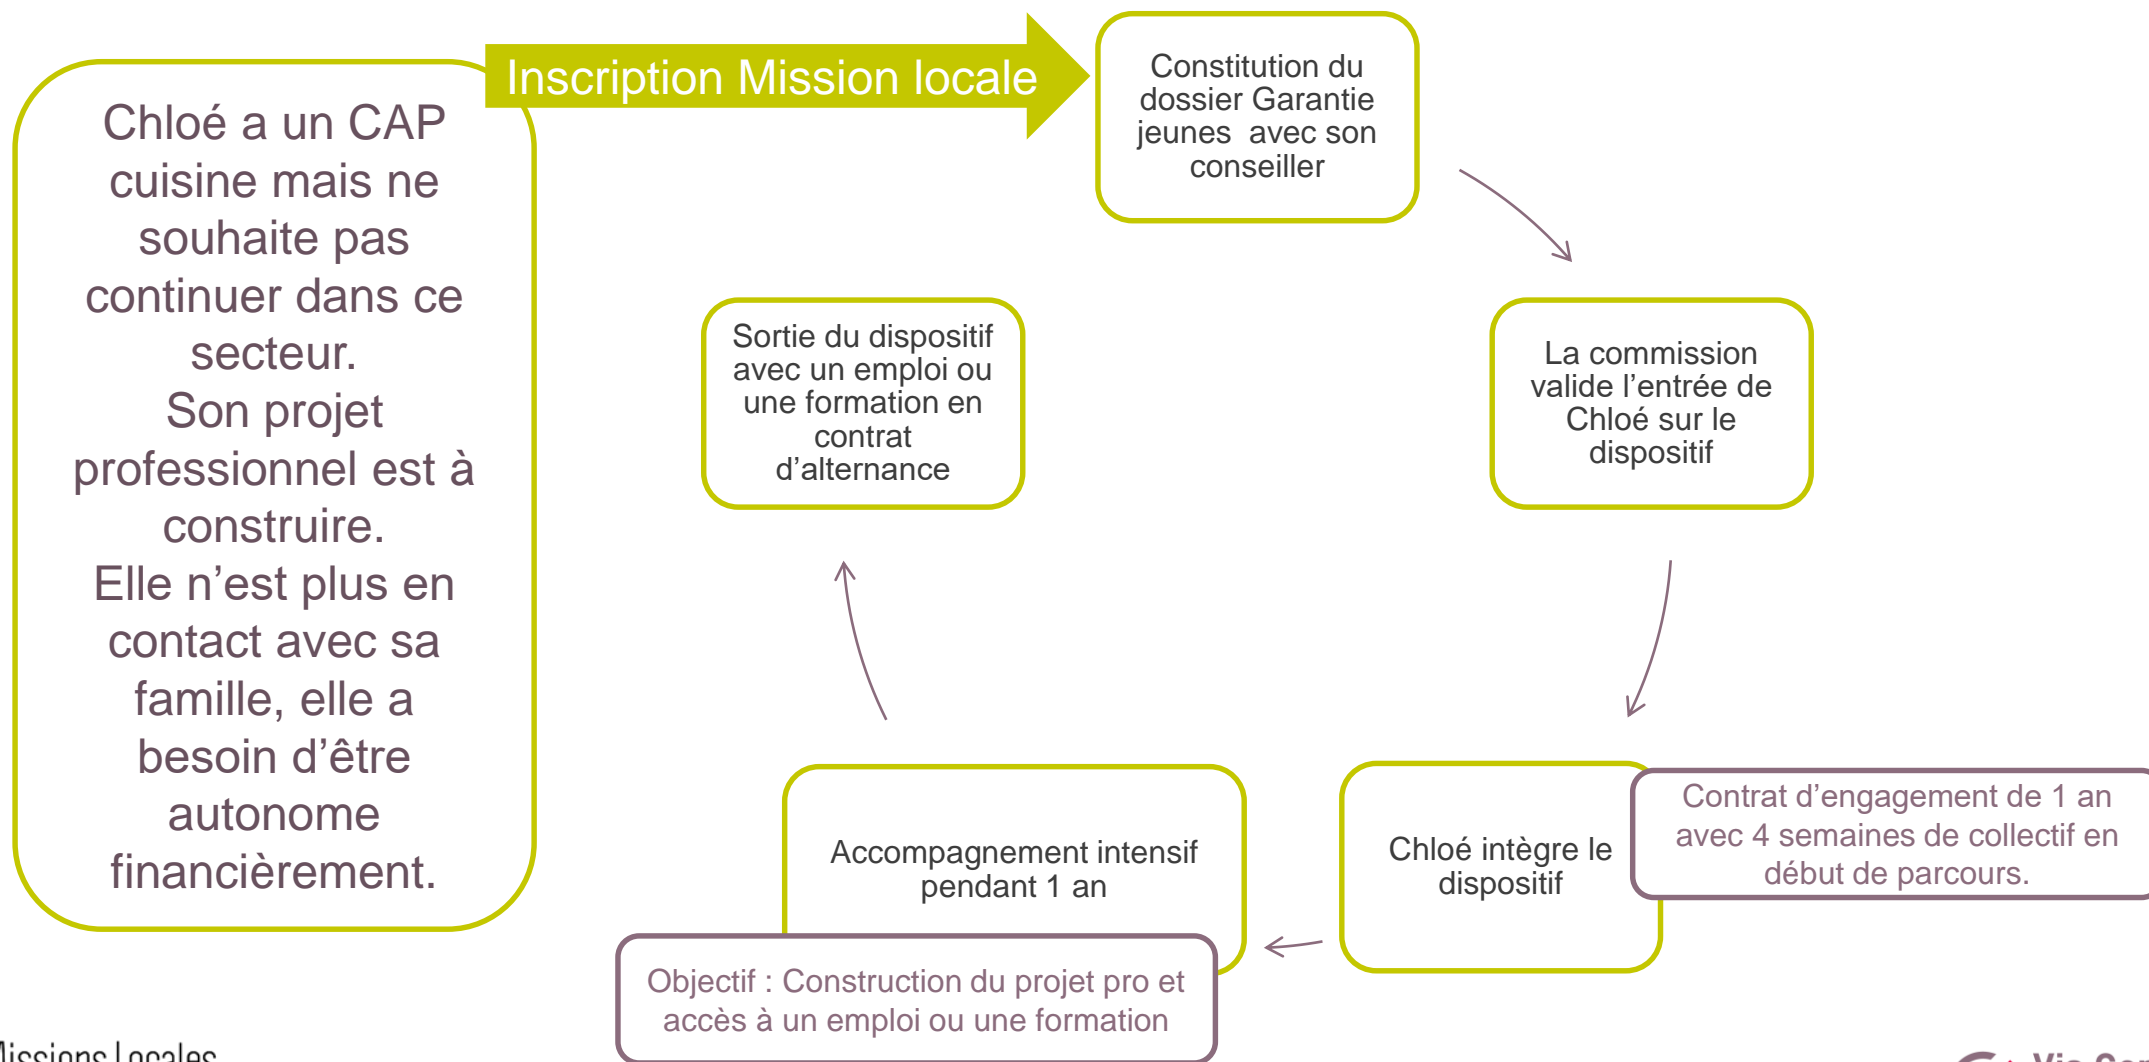 Inscription Mission locale
Chloé a un CAP
cuisine mais ne
souhaite pas
continuer dans ce
secteur.
Son projet
professionnel est à
construire.
Elle n’est plus en
contact avec sa
famille, elle a
besoin d’être
autonome
financièrement.
Constitution du
dossier Garantie
jeunes avec son
conseiller
La commission
valide l’entrée de
Chloé sur le
dispositif
Chloé intègre le
dispositif
Contrat d’engagement de 1 an
avec 4 semaines de collectif en
début de parcours.
Accompagnement intensif
pendant 1 an
Objectif : Construction du projet pro et
accès à un emploi ou une formation
Sortie du dispositif
avec un emploi ou
une formation en
contrat
d’alternance
Missions Locales
Via